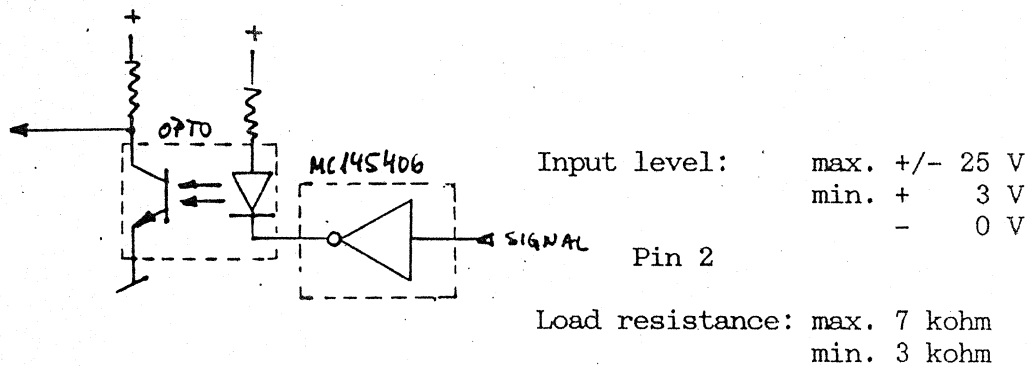 +
+
OPTO
MC145406
SIGNAL
Input level: max. +/- 25 V
min. + 3 V
- 0 V
Pin 2
Load resistance: max. 7 kohm
min. 3 kohm